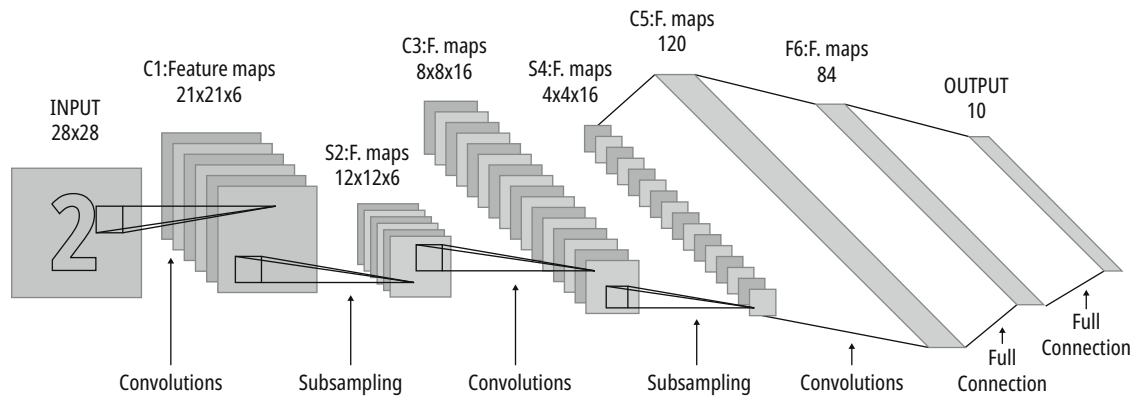 INPUT
28x28
2
C1:Feature maps
21x21x6
S2:F. maps
12x12x6
C3:F. maps
8x8x16
S4:F. maps
4x4x16
C5:F. maps
120
F6:F. maps
84
OUTPUT
10
Convolutions
Subsampling
Convolutions
Subsampling
Convolutions
Full
Connection
Full
Connection